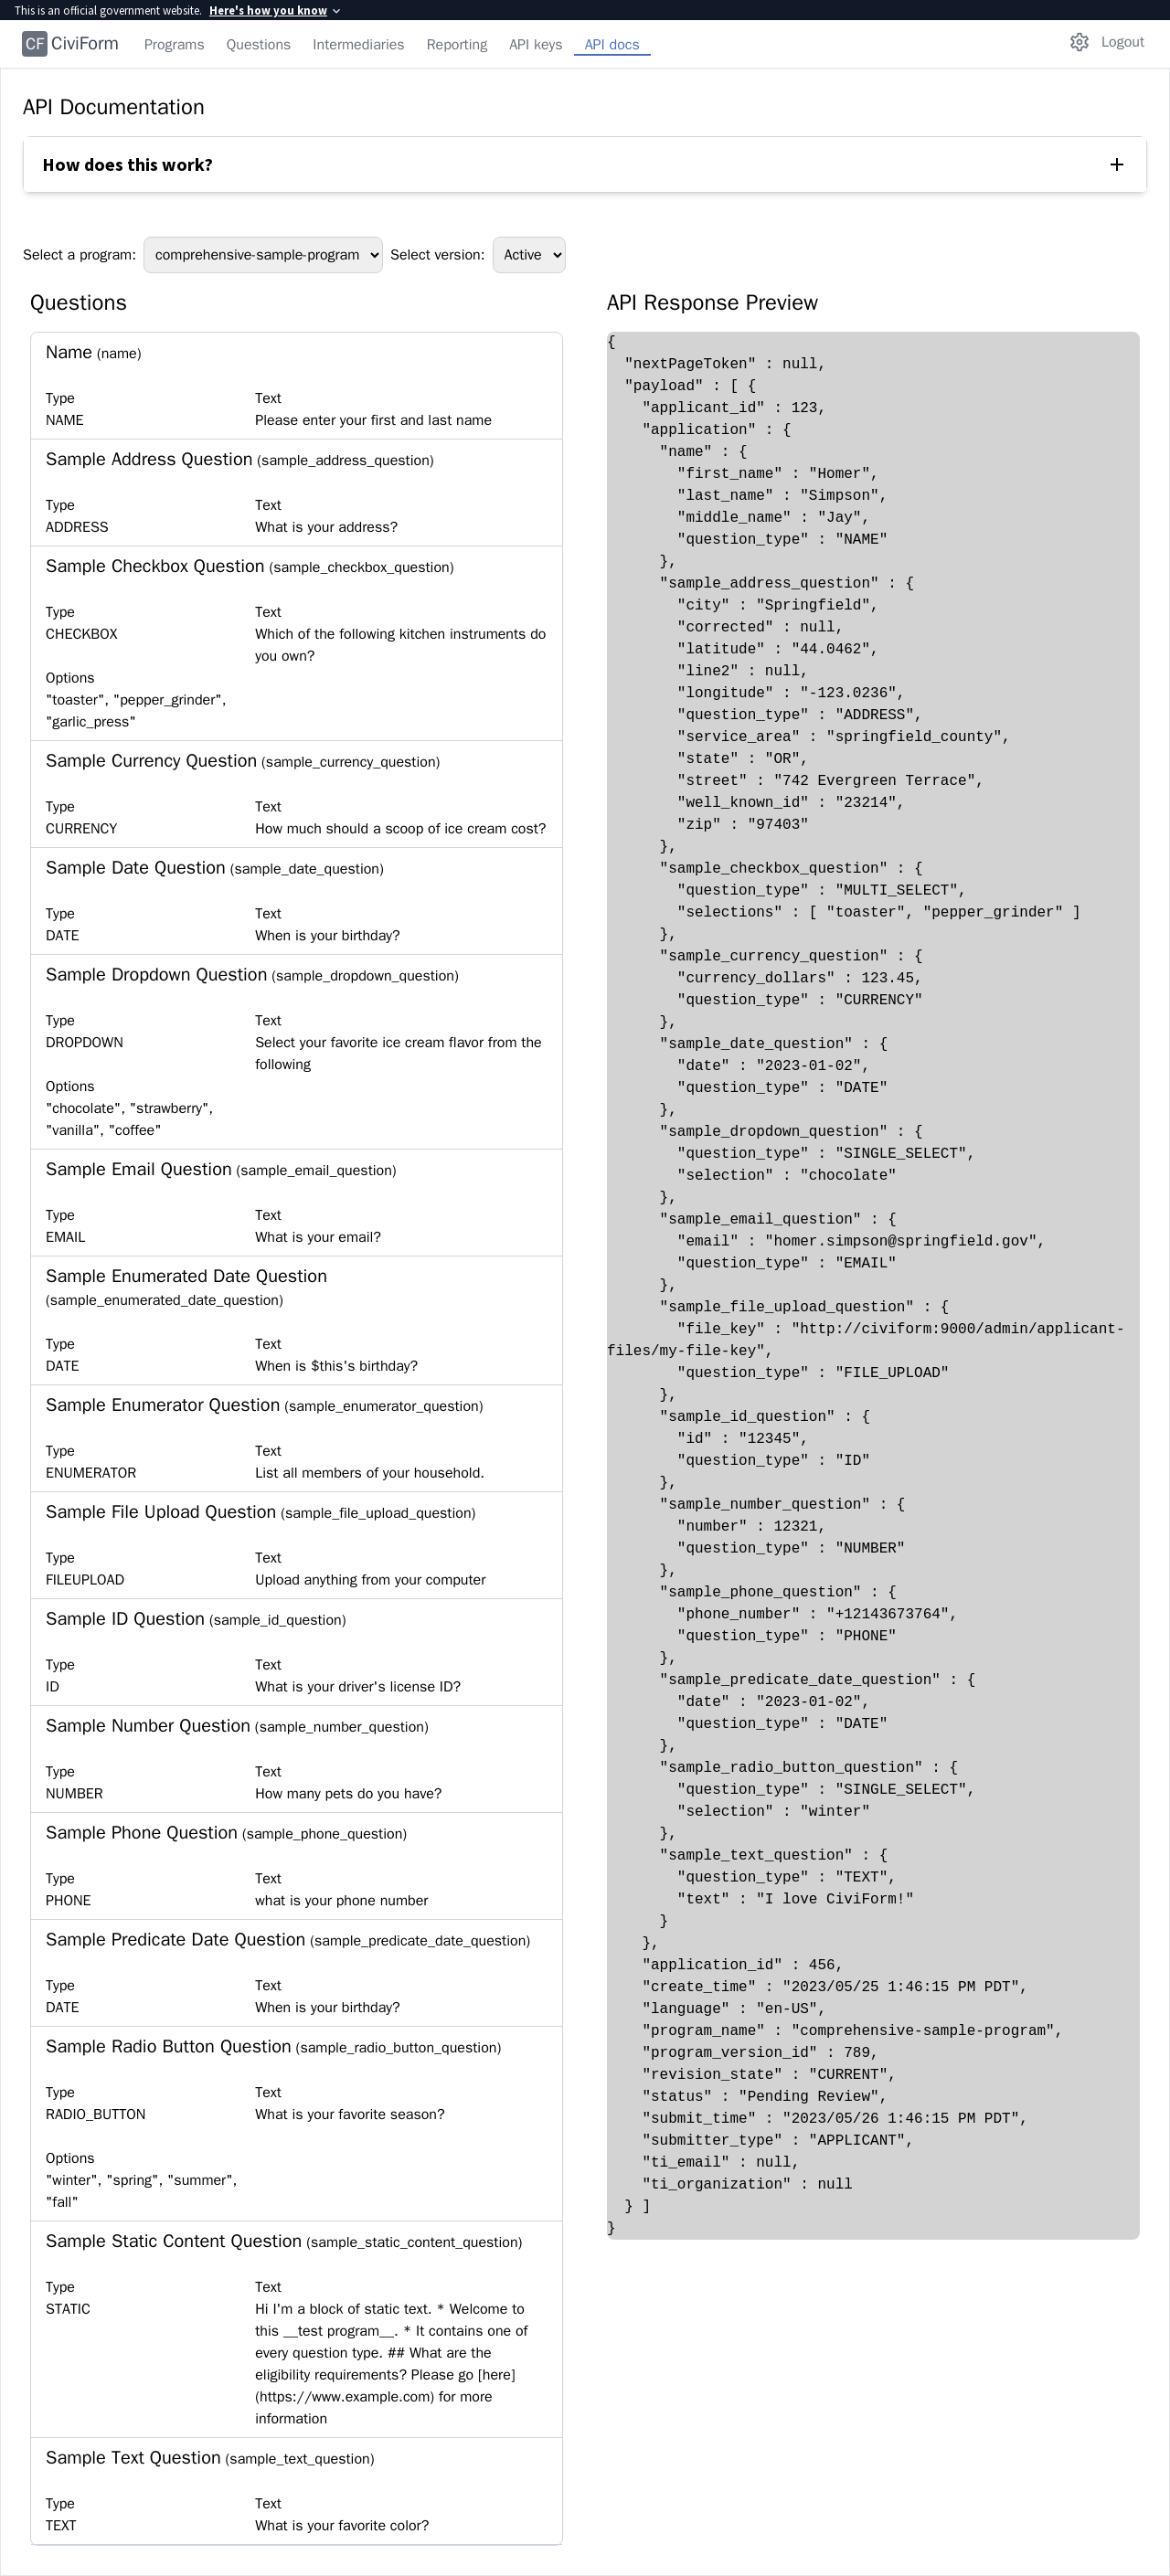 This is an official government website. Here's how you know
CF CiviForm Programs Questions Intermediaries Reporting API keys API docs Logout
API Documentation
How does this work?
Select a program: comprehensive-sample-program Select version: Active
Questions
Name (name)
Type Text
NAME Please enter your first and last name
Sample Address Question (sample_address_question)
Type Text
ADDRESS What is your address?
Sample Checkbox Question (sample_checkbox_question)
Type Text
CHECKBOX Which of the following kitchen instruments do
you own?
Options
"toaster", "pepper_grinder",
"garlic_press"
Sample Currency Question (sample_currency_question)
Type Text
CURRENCY How much should a scoop of ice cream cost?
Sample Date Question (sample_date_question)
Type Text
DATE When is your birthday?
Sample Dropdown Question (sample_dropdown_question)
Type Text
DROPDOWN Select your favorite ice cream flavor from the
following
Options
"chocolate", "strawberry",
"vanilla", "coffee"
Sample Email Question (sample_email_question)
Type Text
EMAIL What is your email?
Sample Enumerated Date Question
(sample_enumerated_date_question)
Type Text
DATE When is $this's birthday?
Sample Enumerator Question (sample_enumerator_question)
Type Text
ENUMERATOR List all members of your household.
Sample File Upload Question (sample_file_upload_question)
Type Text
FILEUPLOAD Upload anything from your computer
Sample ID Question (sample_id_question)
Type Text
ID What is your driver's license ID?
Sample Number Question (sample_number_question)
Type Text
NUMBER How many pets do you have?
Sample Phone Question (sample_phone_question)
Type Text
PHONE what is your phone number
Sample Predicate Date Question (sample_predicate_date_question)
Type Text
DATE When is your birthday?
Sample Radio Button Question (sample_radio_button_question)
Type Text
RADIO_BUTTON What is your favorite season?
Options
"winter", "spring", "summer",
"fall"
Sample Static Content Question (sample_static_content_question)
Type Text
STATIC Hi I'm a block of static text. * Welcome to
this __test program__. * It contains one of
every question type. ## What are the
eligibility requirements? Please go [here]
(https://www.example.com) for more
information
Sample Text Question (sample_text_question)
Type Text
TEXT What is your favorite color?
API Response Preview
{
"nextPageToken" : null,
"payload" : [ {
"applicant_id" : 123,
"application" : {
"name" : {
"first_name" : "Homer",
"last_name" : "Simpson",
"middle_name" : "Jay",
"question_type" : "NAME"
},
"sample_address_question" : {
"city" : "Springfield",
"corrected" : null,
"latitude" : "44.0462",
"line2" : null,
"longitude" : "-123.0236",
"question_type" : "ADDRESS",
"service_area" : "springfield_county",
"state" : "OR",
"street" : "742 Evergreen Terrace",
"well_known_id" : "23214",
"zip" : "97403"
},
"sample_checkbox_question" : {
"question_type" : "MULTI_SELECT",
"selections" : [ "toaster", "pepper_grinder" ]
},
"sample_currency_question" : {
"currency_dollars" : 123.45,
"question_type" : "CURRENCY"
},
"sample_date_question" : {
"date" : "2023-01-02",
"question_type" : "DATE"
},
"sample_dropdown_question" : {
"question_type" : "SINGLE_SELECT",
"selection" : "chocolate"
},
"sample_email_question" : {
"email" : "homer.simpson@springfield.gov",
"question_type" : "EMAIL"
},
"sample_file_upload_question" : {
"file_key" : "http://civiform:9000/admin/applicant-
files/my-file-key",
"question_type" : "FILE_UPLOAD"
},
"sample_id_question" : {
"id" : "12345",
"question_type" : "ID"
},
"sample_number_question" : {
"number" : 12321,
"question_type" : "NUMBER"
},
"sample_phone_question" : {
"phone_number" : "+12143673764",
"question_type" : "PHONE"
},
"sample_predicate_date_question" : {
"date" : "2023-01-02",
"question_type" : "DATE"
},
"sample_radio_button_question" : {
"question_type" : "SINGLE_SELECT",
"selection" : "winter"
},
"sample_text_question" : {
"question_type" : "TEXT",
"text" : "I love CiviForm!"
}
},
"application_id" : 456,
"create_time" : "2023/05/25 1:46:15 PM PDT",
"language" : "en-US",
"program_name" : "comprehensive-sample-program",
"program_version_id" : 789,
"revision_state" : "CURRENT",
"status" : "Pending Review",
"submit_time" : "2023/05/26 1:46:15 PM PDT",
"submitter_type" : "APPLICANT",
"ti_email" : null,
"ti_organization" : null
} ]
}